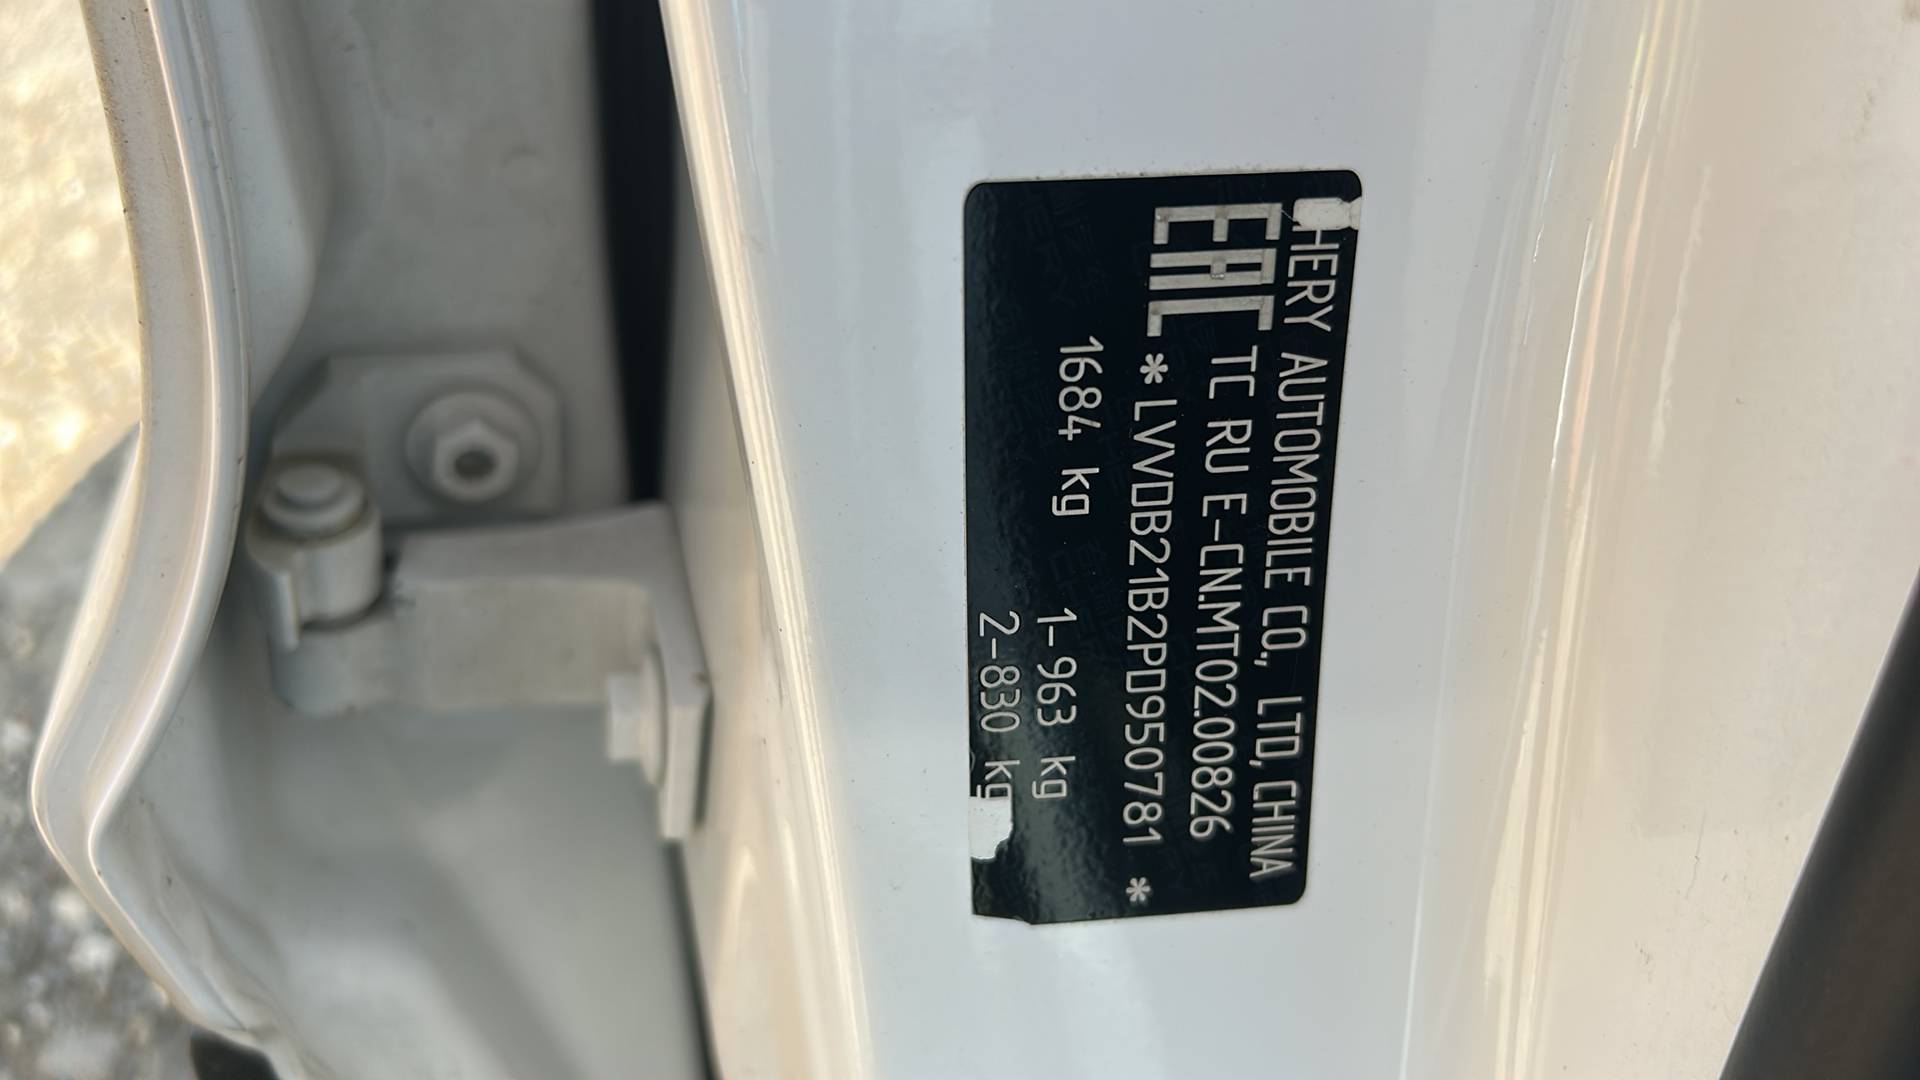 CHERY AUTOMOBILE CO., LTD, CHINA
EAC TC RU E-CN.MT02.00826
*LVVDB21B2PD950781*
1684 kg
1-963 kg
2-830 kg